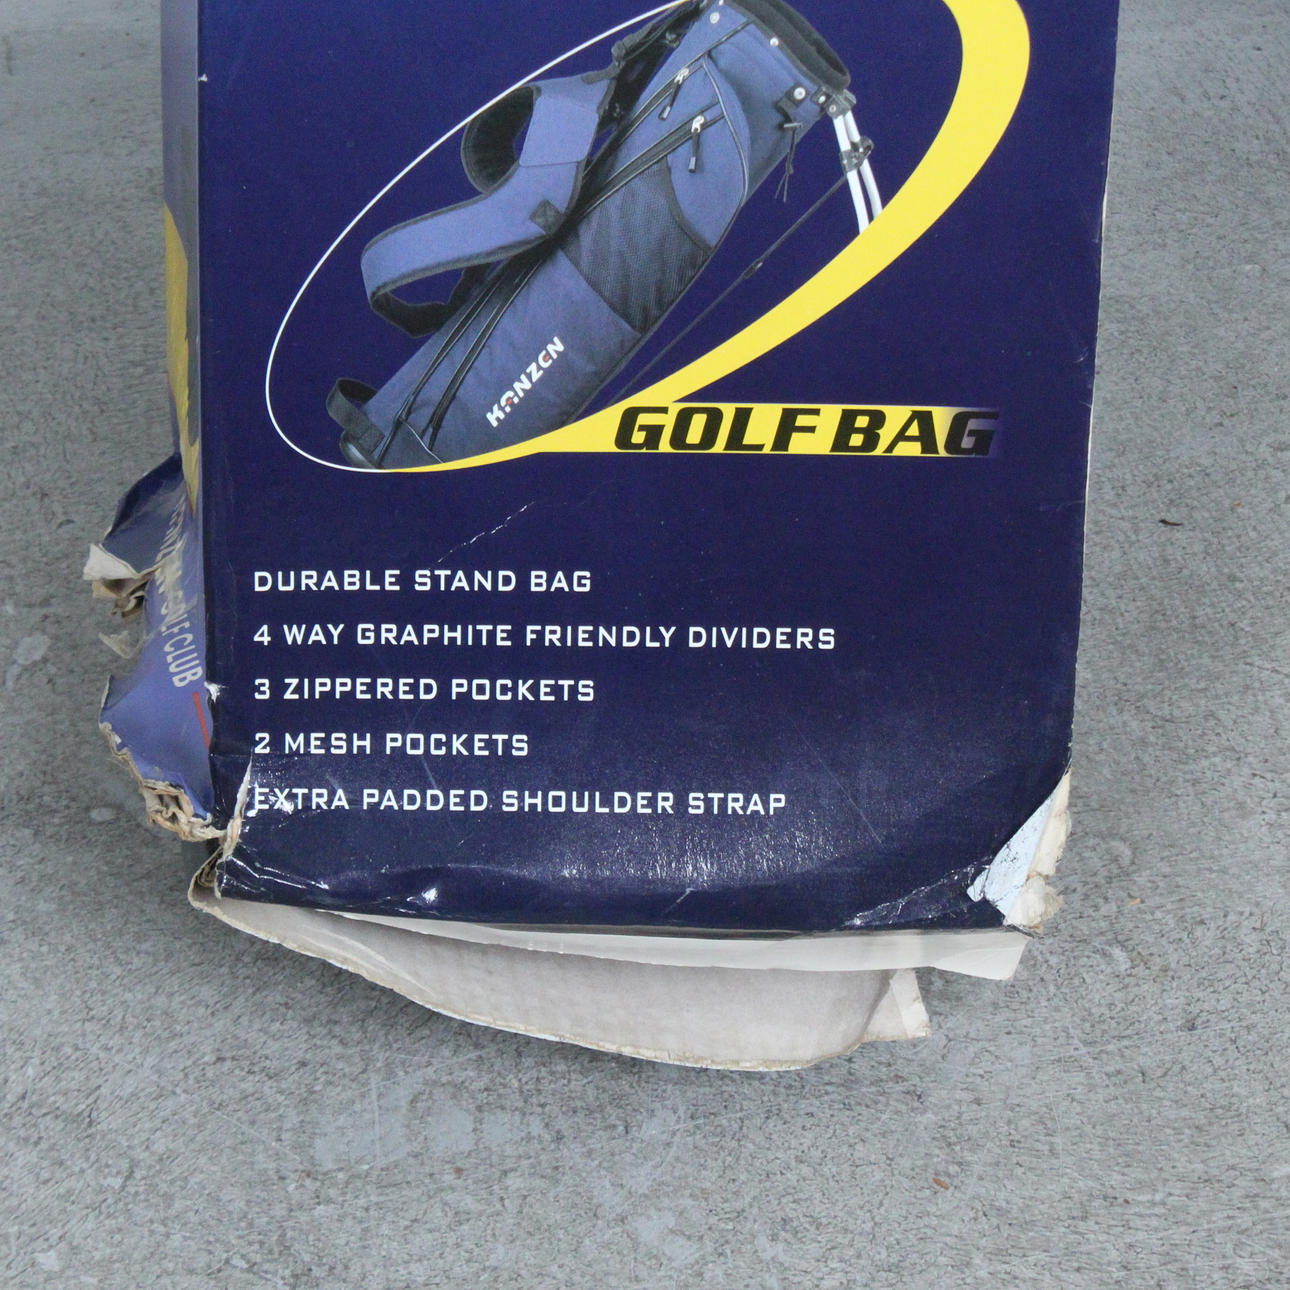 KANZEN
GOLF BAG
DURABLE STAND BAG
4 WAY GRAPHITE FRIENDLY DIVIDERS
3 ZIPPERED POCKETS
2 MESH POCKETS
EXTRA PADDED SHOULDER STRAP
GOLFCLUB